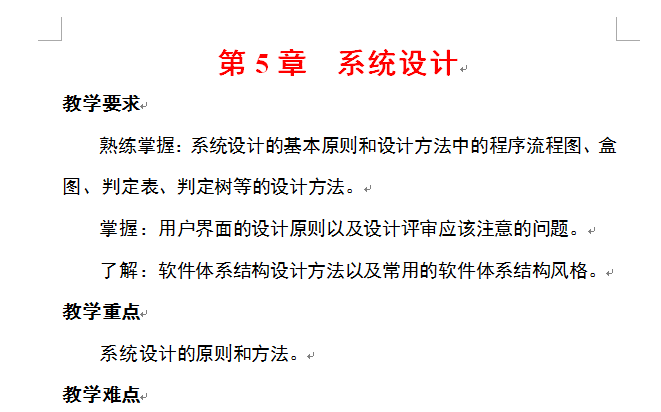 第 5 章　系统设计
教学要求
熟练掌握：系统设计的基本原则和设计方法中的程序流程图、盒
图、判定表、判定树等的设计方法。
掌握：用户界面的设计原则以及设计评审应该注意的问题。
了解：软件体系结构设计方法以及常用的软件体系结构风格。
教学重点
系统设计的原则和方法。
教学难点